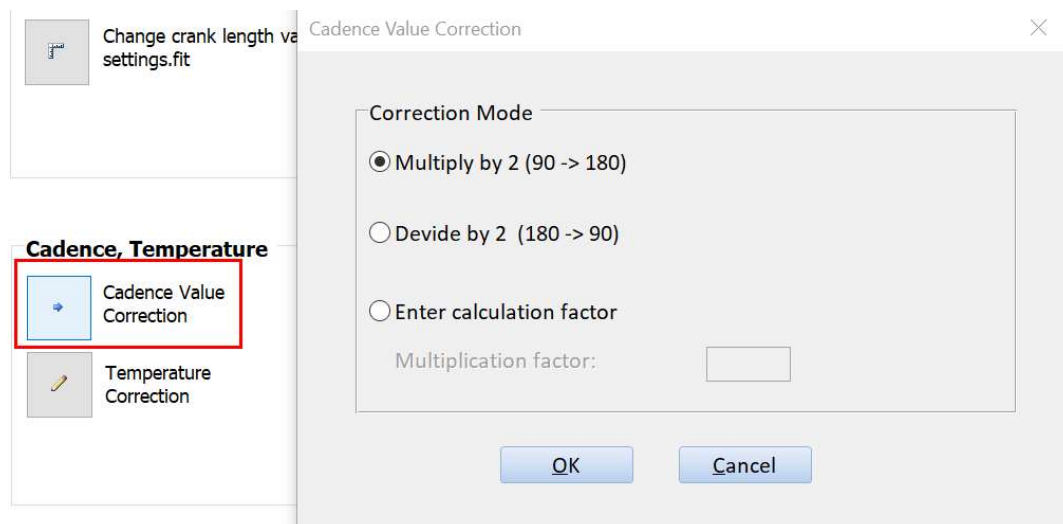 Change crank length va
settings.fit
Cadence, Temperature
Cadence Value
Correction
Temperature
Correction
Cadence Value Correction
Correction Mode
Multiply by 2 (90 -> 180)
Devide by 2  (180 -> 90)
Enter calculation factor
Multiplication factor:
OK
Cancel